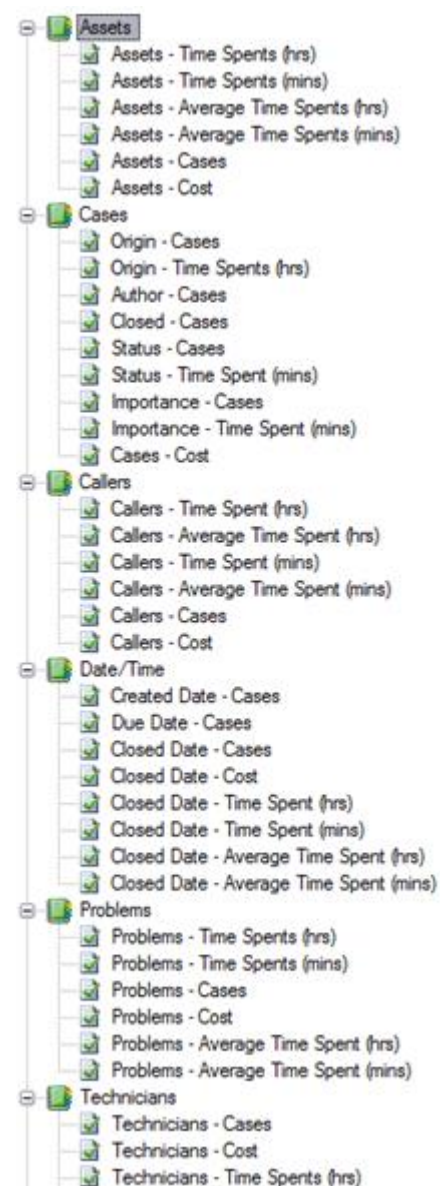 Assets
Assets - Time Spents (hrs)
Assets - Time Spents (mins)
Assets - Average Time Spents (hrs)
Assets - Average Time Spents (mins)
Assets - Cases
Assets - Cost
Cases
Origin - Cases
Origin - Time Spents (hrs)
Author - Cases
Closed - Cases
Status - Cases
Status - Time Spent (mins)
Importance - Cases
Importance - Time Spent (mins)
Cases - Cost
Callers
Callers - Time Spent (hrs)
Callers - Average Time Spent (hrs)
Callers - Time Spent (mins)
Callers - Average Time Spent (mins)
Callers - Cases
Callers - Cost
Date/Time
Created Date - Cases
Due Date - Cases
Closed Date - Cases
Closed Date - Cost
Closed Date - Time Spent (hrs)
Closed Date - Time Spent (mins)
Closed Date - Average Time Spent (hrs)
Closed Date - Average Time Spent (mins)
Problems
Problems - Time Spents (hrs)
Problems - Time Spents (mins)
Problems - Cases
Problems - Cost
Problems - Average Time Spent (hrs)
Problems - Average Time Spent (mins)
Technicians
Technicians - Cases
Technicians - Cost
Technicians - Time Spents (hrs)